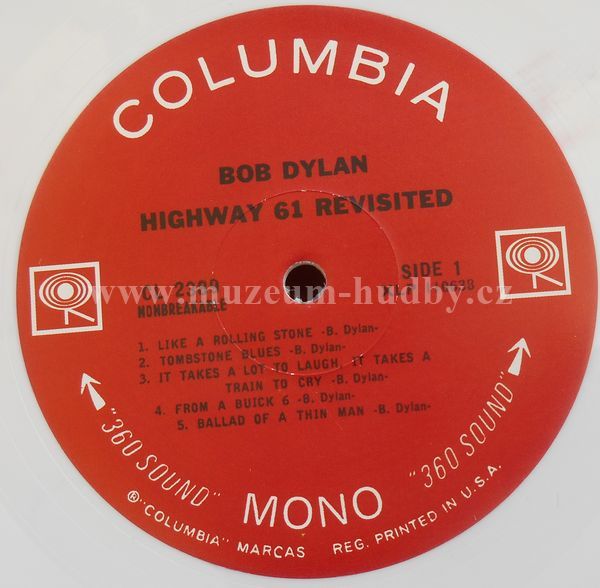 COLUMBIA
BOB DYLAN
HIGHWAY 61 REVISITED
SIDE 1
www.muzeum-hudby.cz
NONBREAKABLE
1. LIKE A ROLLING STONE -B. Dylan-
2. TOMBSTONE BLUES -B. Dylan-
3. IT TAKES A LOT TO LAUGH, IT TAKES A
TRAIN TO CRY -B. Dylan-
4. FROM A BUICK 6 -B. Dylan-
5. BALLAD OF A THIN MAN -B. Dylan-
"360 SOUND" MONO "360 SOUND"
® "COLUMBIA" MARCAS REG. PRINTED IN U.S.A.